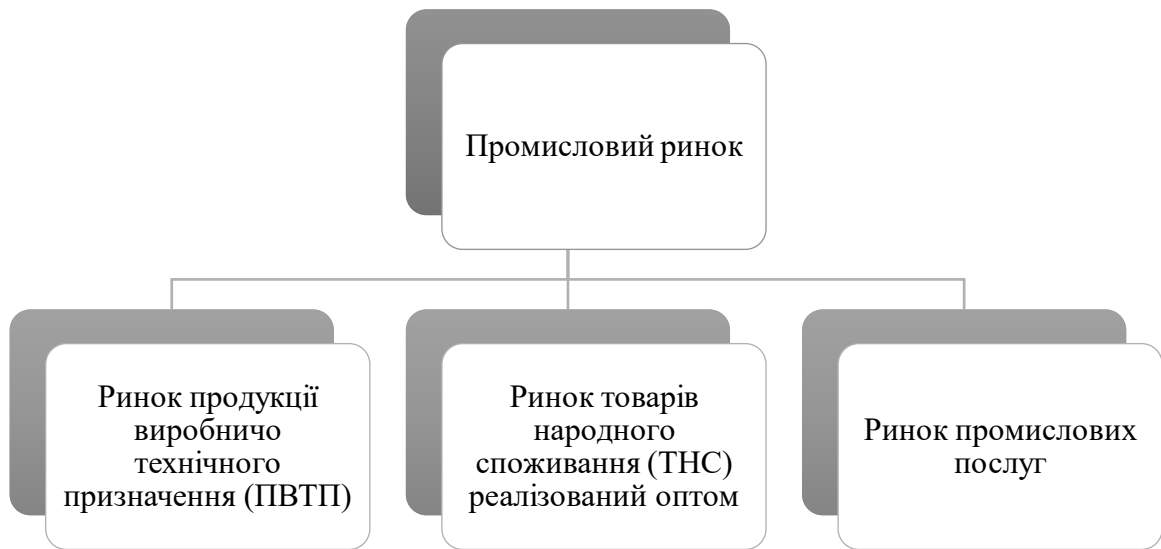 Промисловий ринок
Ринок продукції
виробничо
технічного
призначення (ПВТП)
Ринок товарів
народного
споживання (ТНС)
реалізований оптом
Ринок промислових
послуг